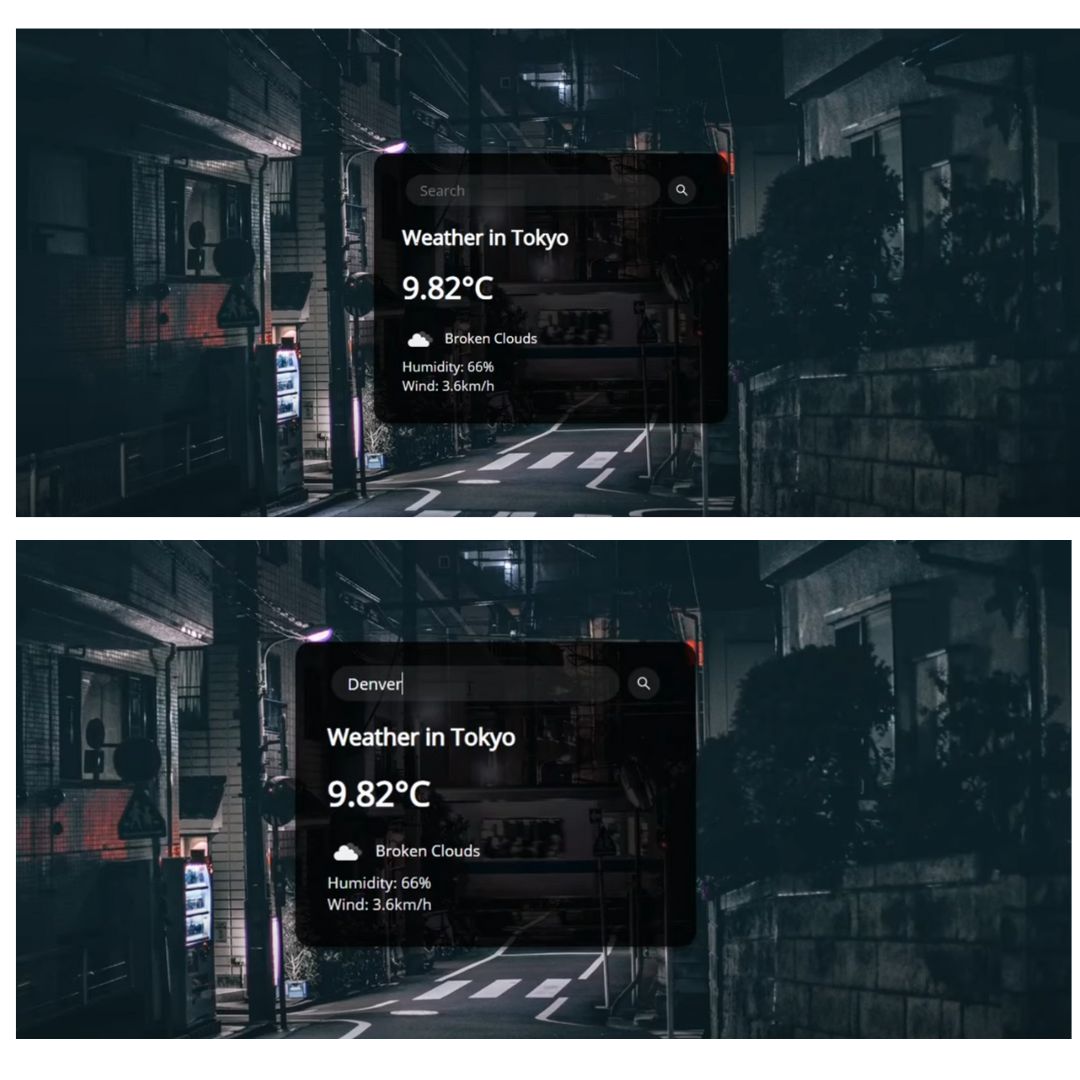 Search
Weather in Tokyo
9.82°C
Broken Clouds
Humidity: 66%
Wind: 3.6km/h
Denver
Weather in Tokyo
9.82°C
Broken Clouds
Humidity: 66%
Wind: 3.6km/h